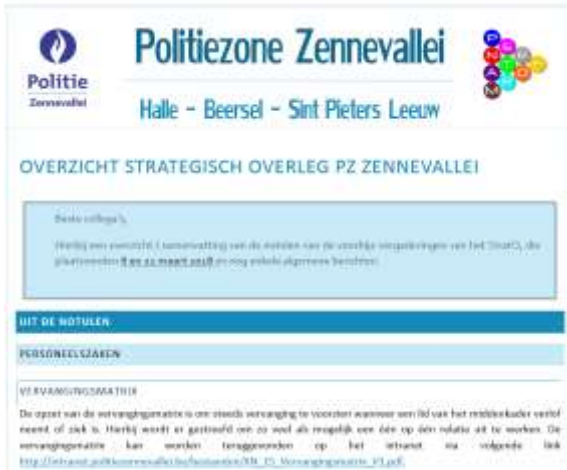 Politie
Zennevallei
Politiezone Zennevallei
Halle - Beersel - Sint Pieters Leeuw
OVERZICHT STRATEGISCH OVERLEG PZ ZENNEVALLEI
Beste collega's,
Hierbij een overzicht / samenvatting van de notulen van de voorbije vergaderingen van het StratO, die
plaatsvonden 8 en 22 maart 2018 en nog enkele algemene berichten.
UIT DE NOTULEN
PERSONEELSZAKEN
VERVANGINGSMATRIX
De opzet van de vervangingsmatrix is om steeds vervanging te voorzien wanneer een lid van het middenkader verlof
neemt of ziek is. Hierbij wordt er gestreefd om zo veel als mogelijk een één op één relatie uit te werken. De
vervangingsmatrix kan worden teruggevonden op het intranet via volgende link